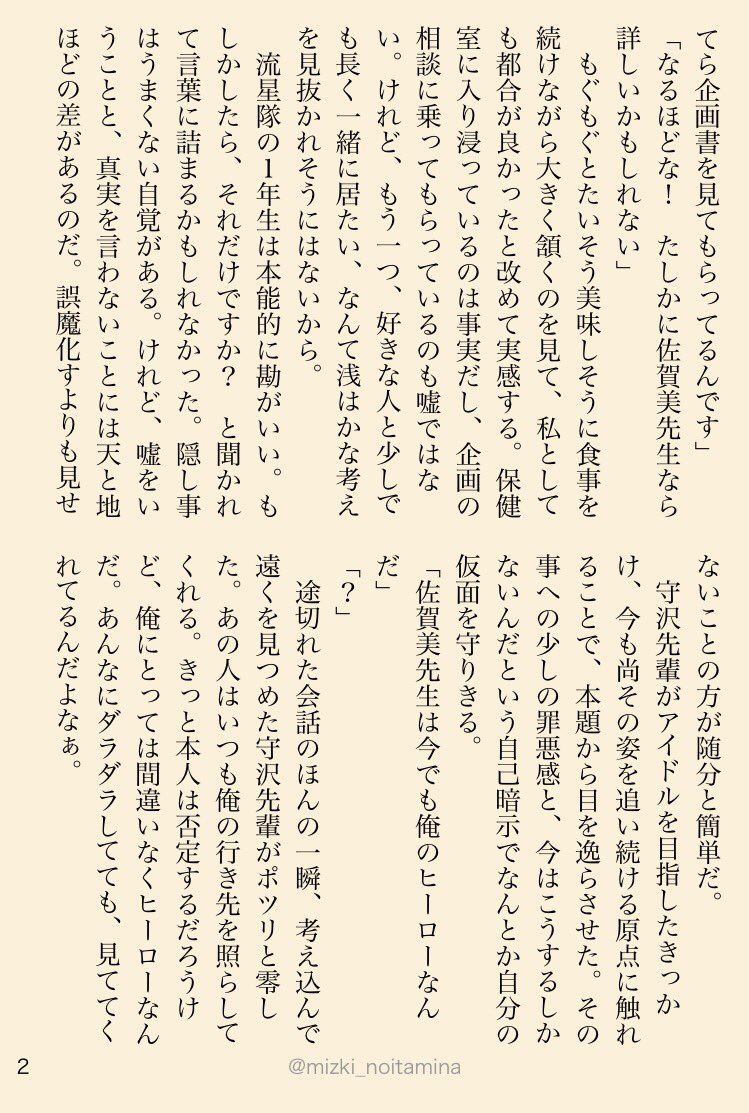 てら企画書を見てもらってるんです」
「なるほどな！　たしかに佐賀美先生なら
詳しいかもしれない」
　もぐもぐとたいそう美味しそうに食事を
続けながら大きく頷くのを見て、私として
も都合が良かったと改めて実感する。保健
室に入り浸っているのは事実だし、企画の
相談に乗ってもらっているのも嘘ではな
い。けれど、もう一つ、好きな人と少しで
も長く一緒に居たい、なんて浅はかな考え
を見抜かれそうにはないから。
　流星隊の１年生は本能的に勘がいい。も
しかしたら、それだけですか？　と聞かれ
て言葉に詰まるかもしれなかった。隠し事
はうまくない自覚がある。けれど、嘘をい
うことと、真実を言わないことには天と地
ほどの差があるのだ。誤魔化すよりも見せ
ないことの方が随分と簡単だ。
　守沢先輩がアイドルを目指したきっか
け、今も尚その姿を追い続ける原点に触れ
ることで、本題から目を逸らさせた。その
事への少しの罪悪感と、今はこうするしか
ないんだという自己暗示でなんとか自分の
仮面を守りきる。
「佐賀美先生は今でも俺のヒーローなん
だ」
「？」
　途切れた会話のほんの一瞬、考え込んで
遠くを見つめた守沢先輩がポツリと零し
た。あの人はいつも俺の行き先を照らして
くれる。きっと本人は否定するだろうけ
ど、俺にとっては間違いなくヒーローなん
だ。あんなにダラダラしてても、見ててく
れてるんだよなぁ。
2
@mizki_noitamina